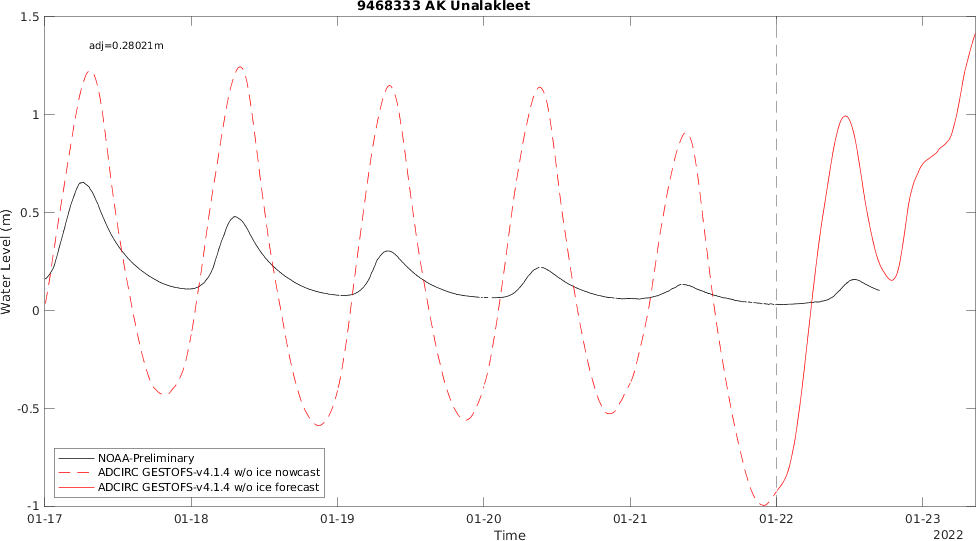 9468333 AK Unalakleet
adj=0.28021m
1.5
1
0.5
0
-0.5
-1
Water Level (m)
NOAA-Preliminary
ADCIRC GESTOFS-v4.1.4 w/o ice nowcast
ADCIRC GESTOFS-v4.1.4 w/o ice forecast
01-17 01-18 01-19 01-20 01-21 01-22 01-23
Time
2022